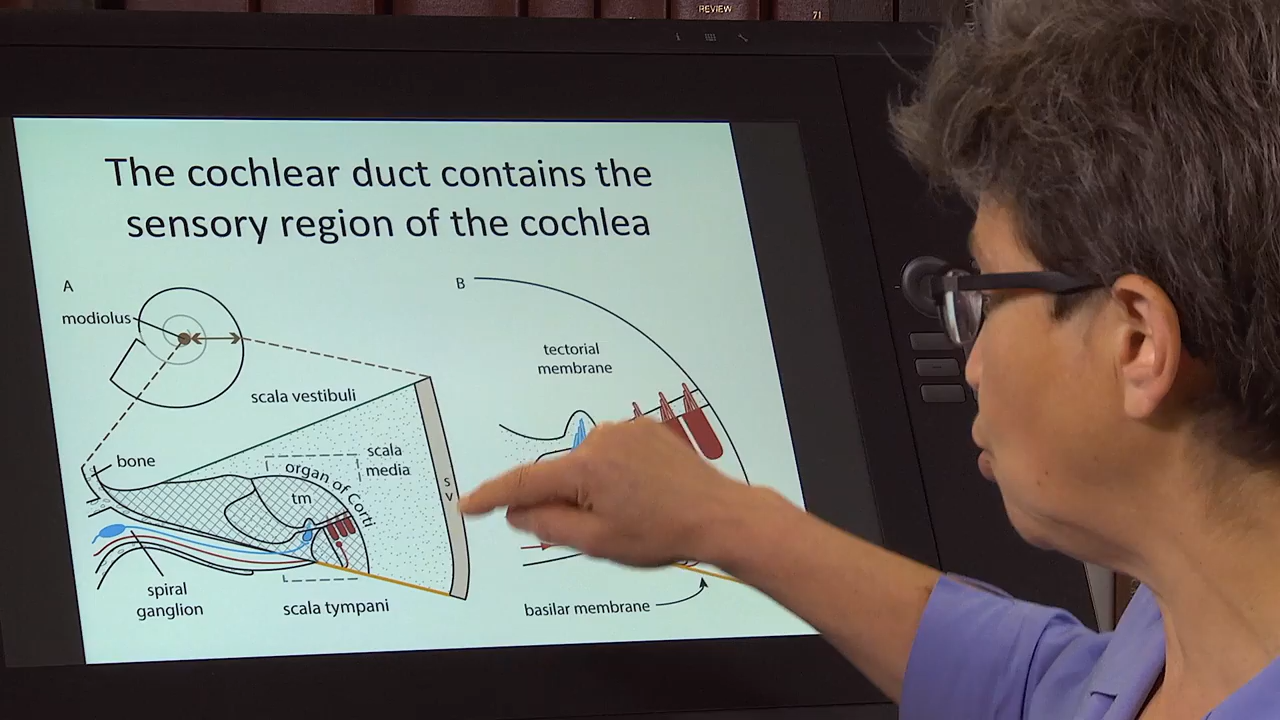 REVIEW
71
The cochlear duct contains the
sensory region of the cochlea
A
modiolus
scala vestibuli
bone
organ of Corti
scala
media
tm
s
v
spiral
ganglion
scala tympani
B
tectorial
membrane
basilar membrane